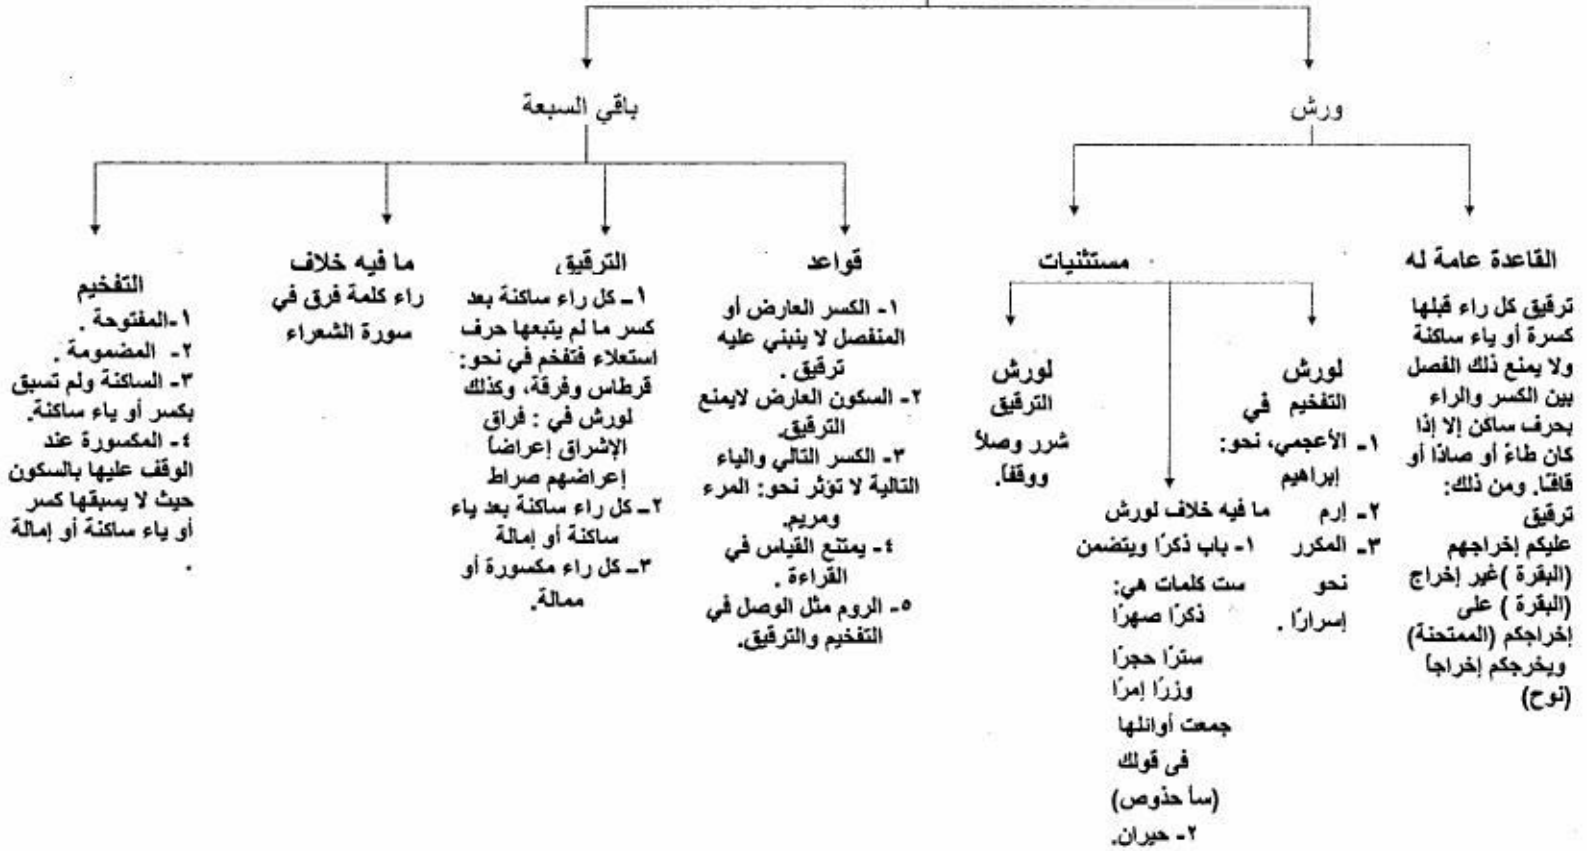 ورش
القاعدة عامة له
ترقيق كل راء قبلها
كسرة أو ياء ساكنة
ولا يمنع ذلك الفصل
بين الكسر والراء
بحرف ساكن إلا إذا
كان طاءً أو صادًا أو
قافًا. ومن ذلك:
ترقيق
عليكم إخراجهم
(البقرة )غير إخراج
(البقرة ) على
إخراجكم (الممتحنة)
ويخرجكم إخراجاً
(نوح)
مستثنيات
لورش
التفخيم في
١- الأعجمي، نحو:
إبراهيم
٢- إرم
٣- المكرر
نحو
إسرارًا .
ما فيه خلاف لورش
١- باب ذكرًا ويتضمن
ست كلمات هي:
ذكرًا صهرًا
سترًا حجرًا
وزرًا إمرًا
جمعت أوائلها
فى قولك
(سأ حذوص)
٢- حيران.
لورش
الترقيق
شرر وصلاً
ووقفاً.
باقي السبعة
قواعد
١- الكسر العارض أو
المنفصل لا ينبني عليه
ترقيق .
٢- السكون العارض لايمنع
الترقيق.
٣- الكسر التالي والياء
التالية لا تؤثر نحو: المرء
ومريم.
٤- يمتنع القياس في
القراءة .
٥- الروم مثل الوصل في
التفخيم والترقيق.
الترقيق
١- كل راء ساكنة بعد
كسر ما لم يتبعها حرف
استعلاء فتفخم في نحو:
قرطاس وفرقة، وكذلك
لورش في : فراق
الإشراق إعراضاً
إعراضهم صراط
٢- كل راء ساكنة بعد ياء
ساكنة أو إمالة
٣- كل راء مكسورة أو
ممالة.
ما فيه خلاف
راء كلمة فرق في
سورة الشعراء
التفخيم
١-المفتوحة .
٢- المضمومة .
٣- الساكنة ولم تسبق
بكسر أو ياء ساكنة.
٤- المكسورة عند
الوقف عليها بالسكون
حيث لا يسبقها كسر
أو ياء ساكنة أو إمالة
.